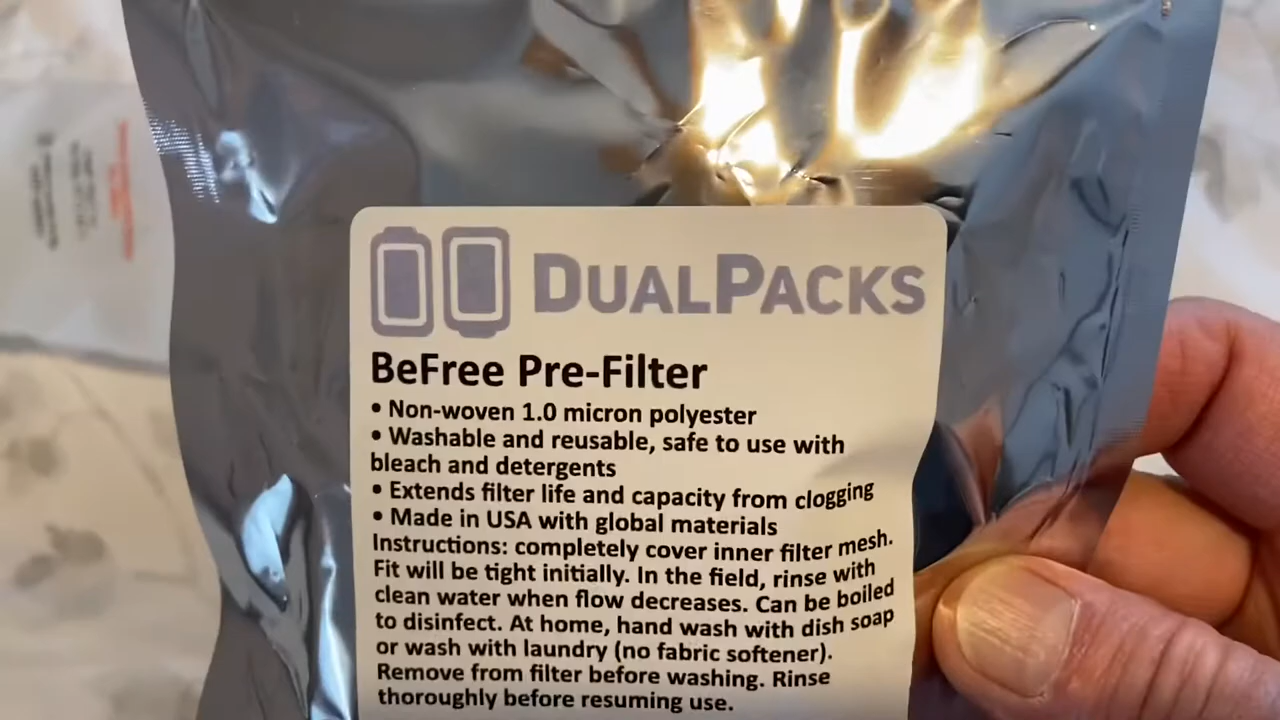 DUALPACKS
BeFree Pre-Filter
• Non-woven 1.0 micron polyester
• Washable and reusable, safe to use with
bleach and detergents
• Extends filter life and capacity from clogging
• Made in USA with global materials
Instructions: completely cover inner filter mesh.
Fit will be tight initially. In the field, rinse with
clean water when flow decreases. Can be boiled
to disinfect. At home, hand wash with dish soap
or wash with laundry (no fabric softener).
Remove from filter before washing. Rinse
thoroughly before resuming use.